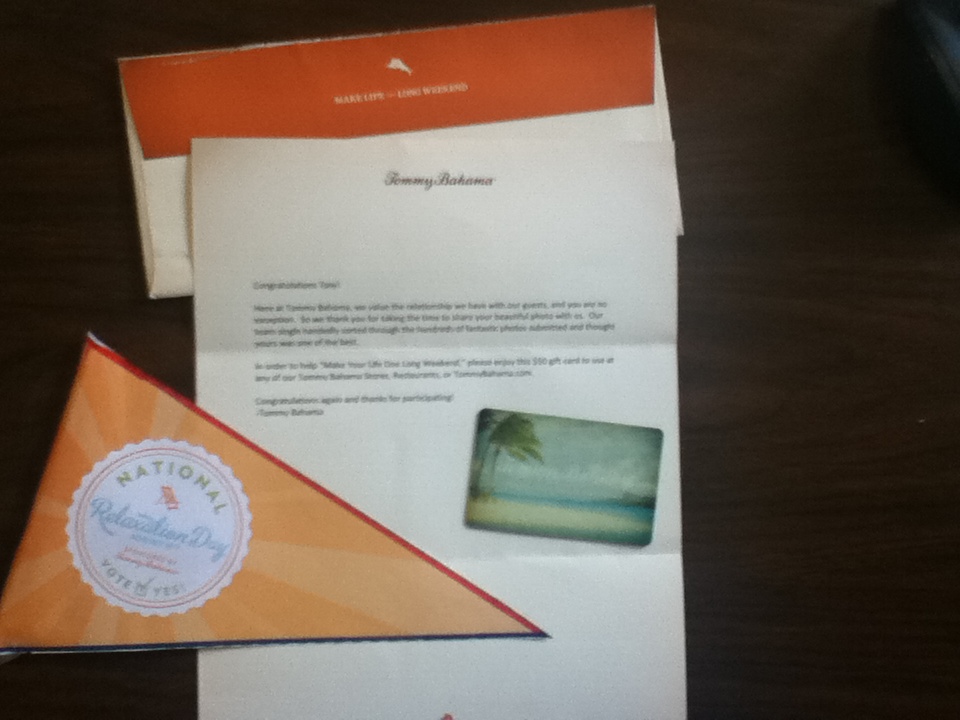 MAKE LIFE — LONG WEEKEND
Tommy Bahama
Congratulations Tony!
Here at Tommy Bahama, we value the relationship we have with our guests, and you are no
exception. So we thank you for taking the time to share your beautiful photo with us. Our
team single handedly sorted through the hundreds of fantastic photos submitted and thought
yours was one of the best.
In order to help "Make Your Life One Long Weekend," please enjoy this $50 gift card to use at
any of our Tommy Bahama Stores, Restaurants, or TommyBahama.com.
Congratulations again and thanks for participating!
-Tommy Bahama
NATIONAL
Relaxation Day
SPONSORED BY
Tommy Bahama
VOTE YES!